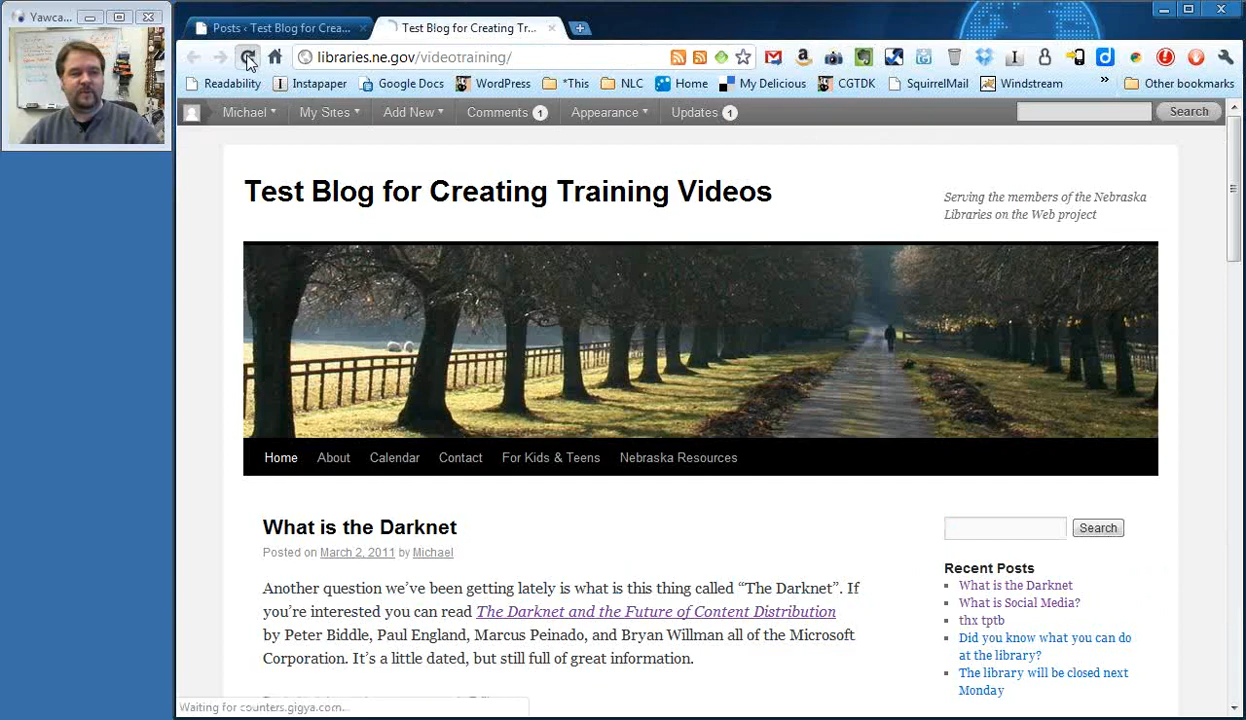 Yawca...
Posts ‹ Test Blog for Crea...
Test Blog for Creating Tr...
libraries.ne.gov/videotraining/
Readability
Instapaper
Google Docs
WordPress
*This
NLC
Home
My Delicious
CGTDK
SquirrelMail
Windstream
»
Other bookmarks
Michael
My Sites
Add New
Comments 1
Appearance
Updates 1
Search
Test Blog for Creating Training Videos
Serving the members of the Nebraska
Libraries on the Web project
Home
About
Calendar
Contact
For Kids & Teens
Nebraska Resources
What is the Darknet
Posted on March 2, 2011 by Michael
Another question we've been getting lately is what is this thing called “The Darknet”. If
you're interested you can read The Darknet and the Future of Content Distribution
by Peter Biddle, Paul England, Marcus Peinado, and Bryan Willman all of the Microsoft
Corporation. It's a little dated, but still full of great information.
Search
Recent Posts
What is the Darknet
What is Social Media?
thx tptb
Did you know what you can do
at the library?
The library will be closed next
Monday
Waiting for counters.gigya.com...